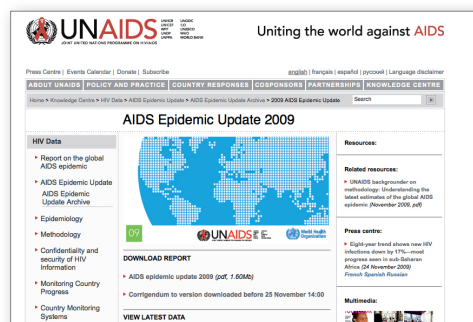 UNAIDS
UNHCR UNODC
UNICEF ILO
WFP UNESCO
UNDP WHO
UNFPA WORLD BANK
JOINT UNITED NATIONS PROGRAMME ON HIV/AIDS
Uniting the world against AIDS
Press Centre | Events Calendar | Donate | Subscribe
english | français | español | русский | Language disclaimer
ABOUT UNAIDS POLICY AND PRACTICE COUNTRY RESPONSES COSPONSORS PARTNERSHIPS KNOWLEDGE CENTRE
Home > Knowledge Centre > HIV Data > AIDS Epidemic Update > AIDS Epidemic Update Archive > 2009 AIDS Epidemic Update
Search
AIDS Epidemic Update 2009
HIV Data
Report on the global
AIDS epidemic
AIDS Epidemic Update
AIDS Epidemic
Update Archive
Epidemiology
Methodology
Confidentiality and
security of HIV
Information
Monitoring Country
Progress
Country Monitoring
Systems
09
UNAIDS
World Health
Organization
DOWNLOAD REPORT
AIDS epidemic update 2009 (pdf, 1.60Mb)
Corrigendum to version downloaded before 25 November 14:00
VIEW LATEST DATA
Resources:
Related resources:
UNAIDS backgrounder on
methodology: Understanding the
latest estimates of the global AIDS
epidemic (November 2009, pdf)
Press centre:
Eight-year trend shows new HIV
infections down by 17%—most
progress seen in sub-Saharan
Africa (24 November 2009)
French Spanish Russian
Multimedia: